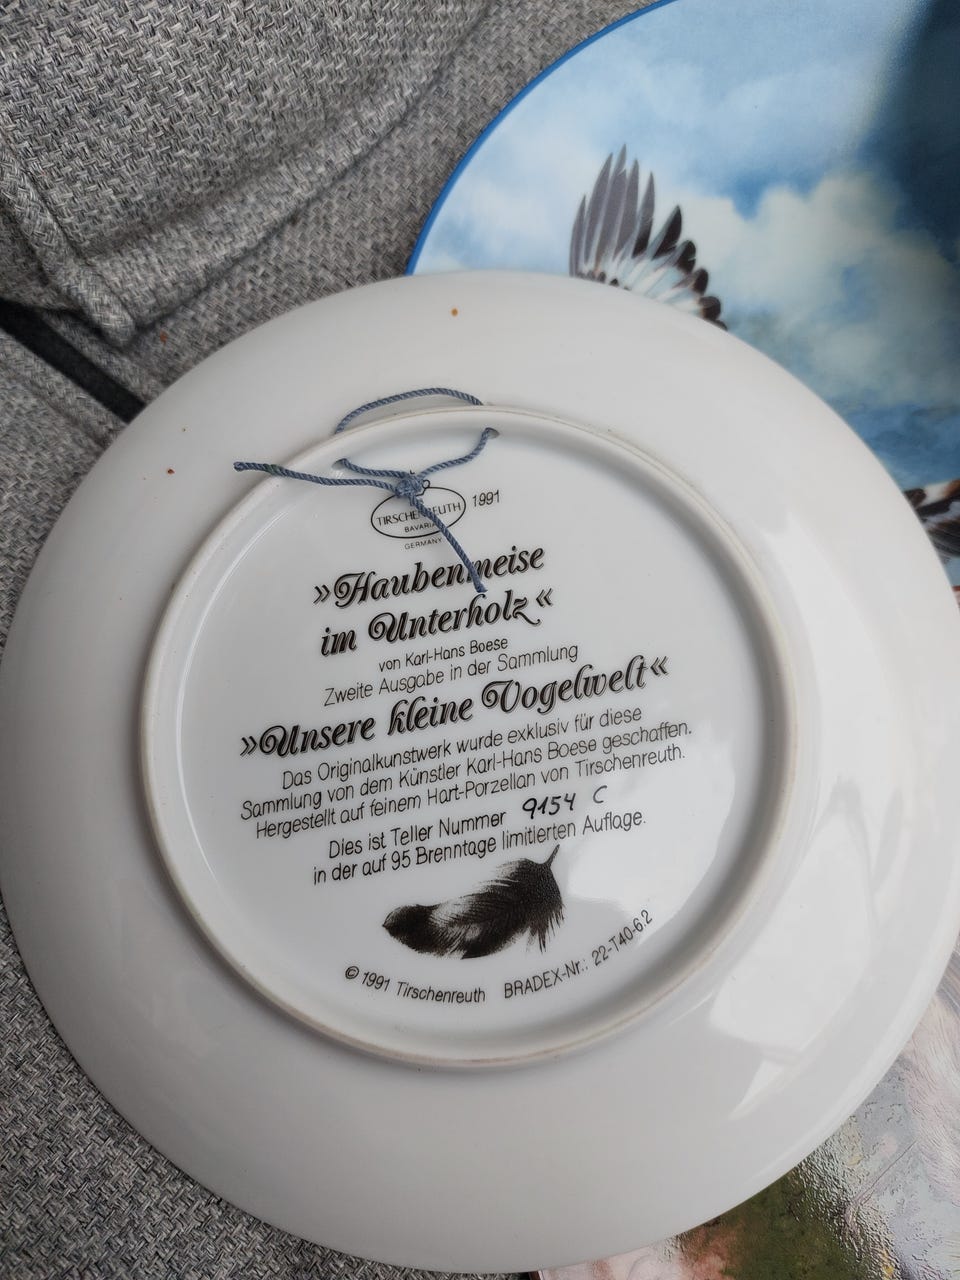 TIRSCHENREUTH 1991
BAVARIA
GERMANY
»Haubenmeise
im Unterholz«
von Karl-Hans Boese
Zweite Ausgabe in der Sammlung
»Unsere kleine Vogelwelt«
Das Originalkunstwerk wurde exklusiv für diese
Sammlung von dem Künstler Karl-Hans Boese geschaffen.
Hergestellt auf feinem Hart-Porzellan von Tirschenreuth.
Dies ist Teller Nummer 9154 C
in der auf 95 Brenntage limitierten Auflage.
© 1991 Tirschenreuth BRADEX-Nr.: 22-T40-6.2